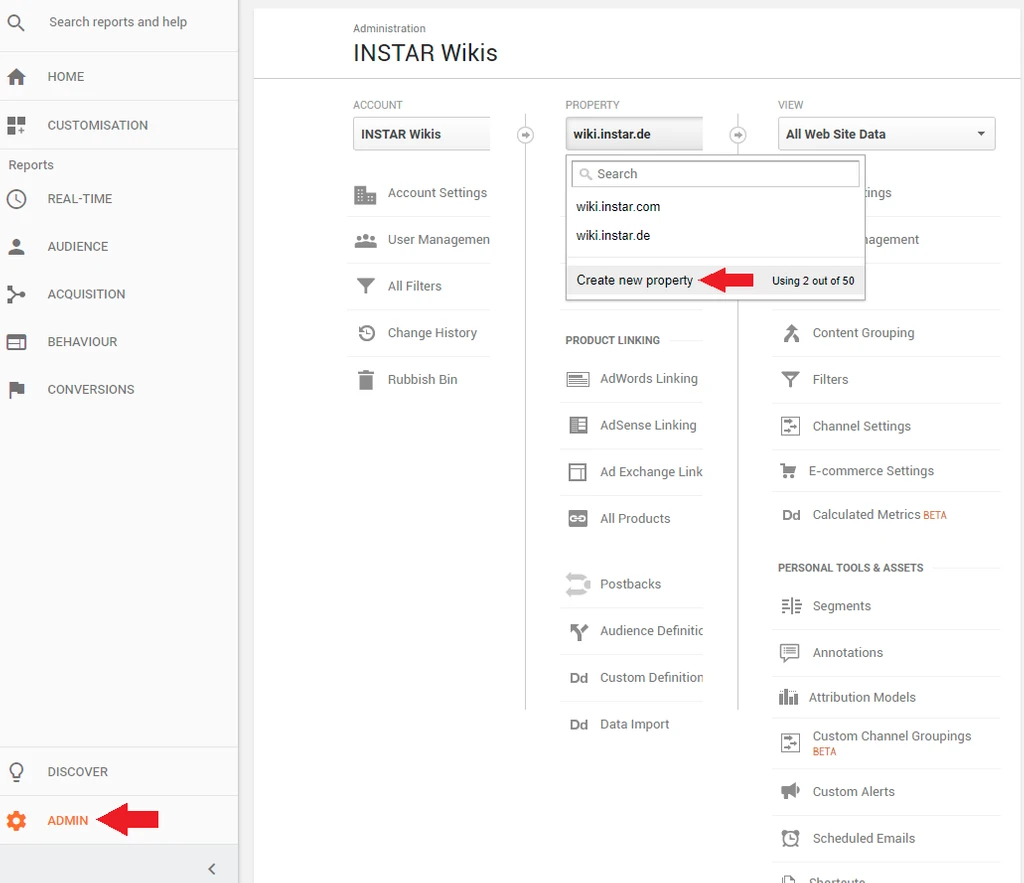 Search reports and help
HOME
CUSTOMISATION
Reports
REAL-TIME
AUDIENCE
ACQUISITION
BEHAVIOUR
CONVERSIONS
DISCOVER
ADMIN
Administration
INSTAR Wikis
ACCOUNT
INSTAR Wikis
Account Settings
User Managemen
All Filters
Change History
Rubbish Bin
PROPERTY
wiki.instar.de
Search
wiki.instar.com
wiki.instar.de
Create new property
Using 2 out of 50
PRODUCT LINKING
AdWords Linking
AdSense Linking
Ad Exchange Link
All Products
Postbacks
Audience Definitic
Dd Custom Definition
Dd Data Import
VIEW
All Web Site Data
tings
nagement
Content Grouping
Filters
Channel Settings
E-commerce Settings
Dd Calculated Metrics BETA
PERSONAL TOOLS & ASSETS
Segments
Annotations
Attribution Models
Custom Channel Groupings
BETA
Custom Alerts
Scheduled Emails
Shortcuts